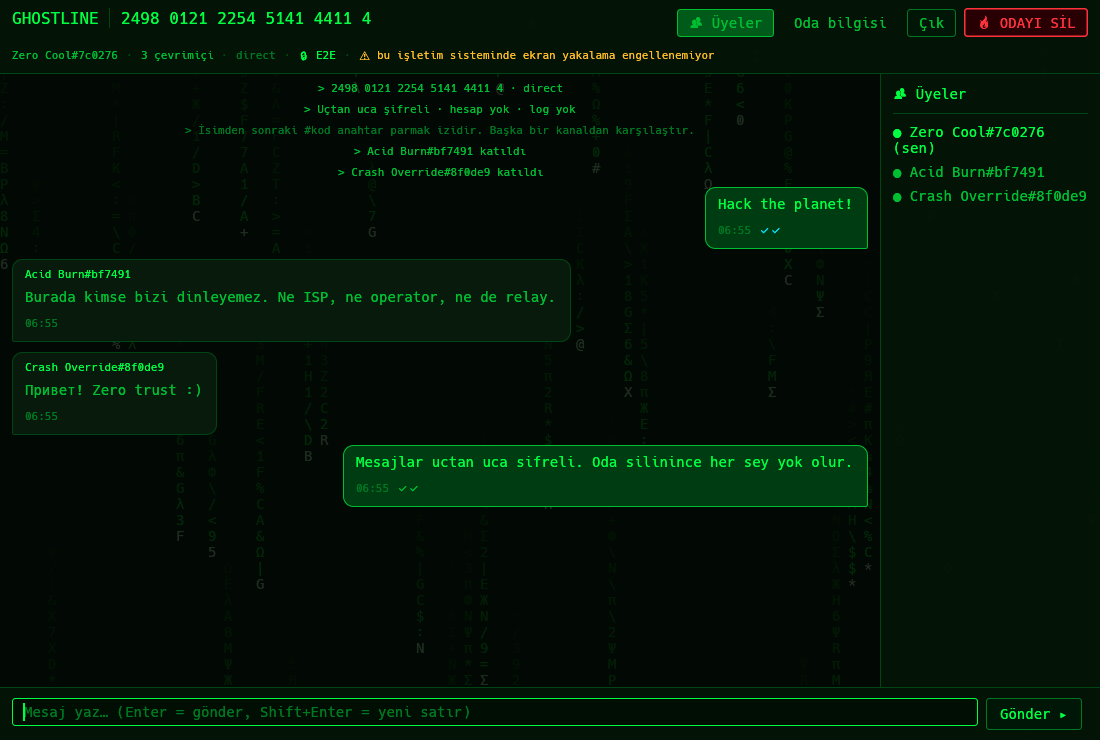 GHOSTLINE 2498 0121 2254 5141 4411 4
Üyeler Oda bilgisi Çık ODAYI SİL
Zero Cool#7c0276 · 3 çevrimiçi · direct · E2E · ⚠ bu işletim sisteminde ekran yakalama engellenemiyor
> 2498 0121 2254 5141 4411 4 · direct
> Uçtan uca şifreli · hesap yok · log yok
> İsimden sonraki #kod anahtar parmak izidir. Başka bir kanaldan karşılaştır.
> Acid Burn#bf7491 katıldı
> Crash Override#8f0de9 katıldı
Hack the planet!
06:55 ✓✓
Acid Burn#bf7491
Burada kimse bizi dinleyemez. Ne ISP, ne operator, ne de relay.
06:55
Crash Override#8f0de9
Привет! Zero trust :)
06:55
Mesajlar uctan uca sifreli. Oda silinince her sey yok olur.
06:55 ✓✓
Üyeler
● Zero Cool#7c0276
(sen)
● Acid Burn#bf7491
● Crash Override#8f0de9
Mesaj yaz… (Enter = gönder, Shift+Enter = yeni satır)
Gönder ▸